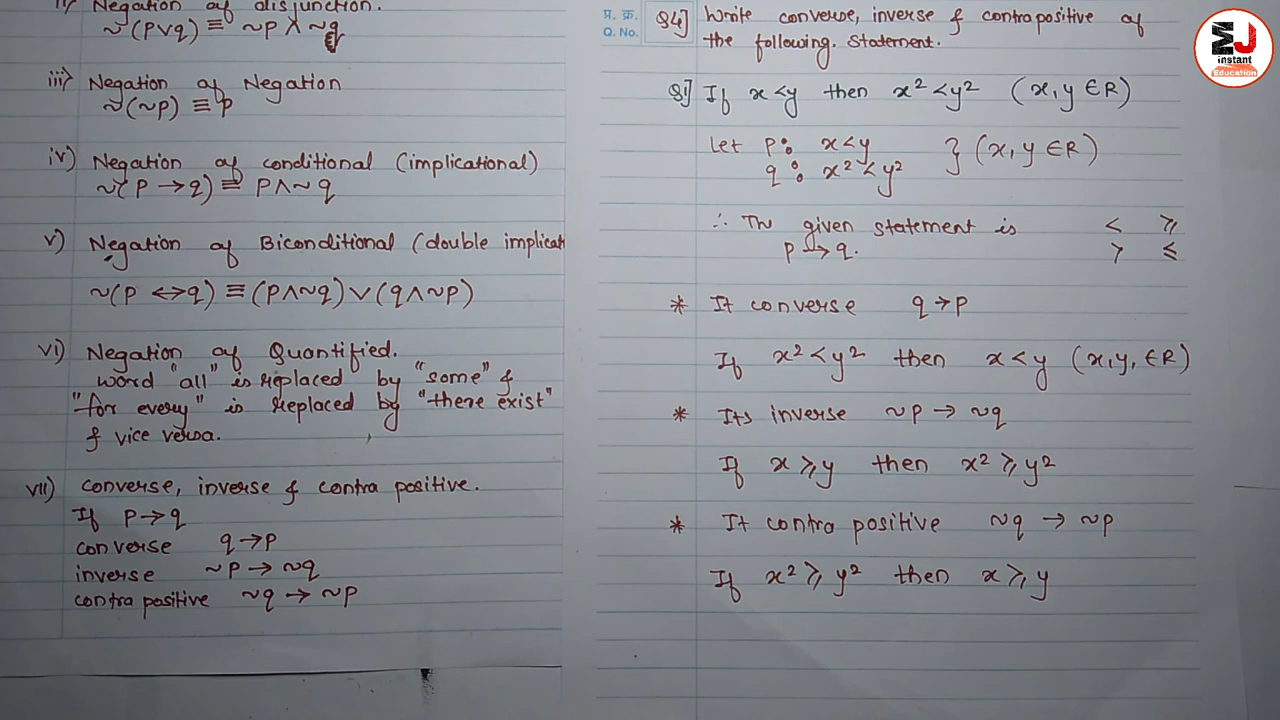 ii) Negation of disjunction.
~(p∨q) ≡ ~p ∧ ~q
iii) Negation of Negation
~(~p) ≡ p
iv) Negation of conditional (implicational)
~(p → q) ≡ p ∧ ~q
v) Negation of Biconditional (double implicat
~(p <-> q) ≡ (p ∧ ~q) ∨ (q ∧ ~p)
vi) Negation of Quantified.
word "all" is replaced by "some" &
"for every" is replaced by "there exist"
& vice versa.
vii) converse, inverse & contra positive.
If p → q
converse q → p
inverse ~p → ~q
contra positive ~q → ~p
प्र. क्र.
Q. No.
Q4] Write converse, inverse & contrapositive of
the following. statement.
Q1] If x < y then x² < y² (x, y ∈ R)
Let p : x < y } (x, y ∈ R)
q : x² < y²
∴ The given statement is < ≥
p → q. > ≤
* It converse q → p
If x² < y² then x < y (x, y, ∈ R)
* Its inverse ~p → ~q
If x ≥ y then x² ≥ y²
* It contra positive ~q → ~p
If x² ≥ y² then x ≥ y
MJ
instant
Education